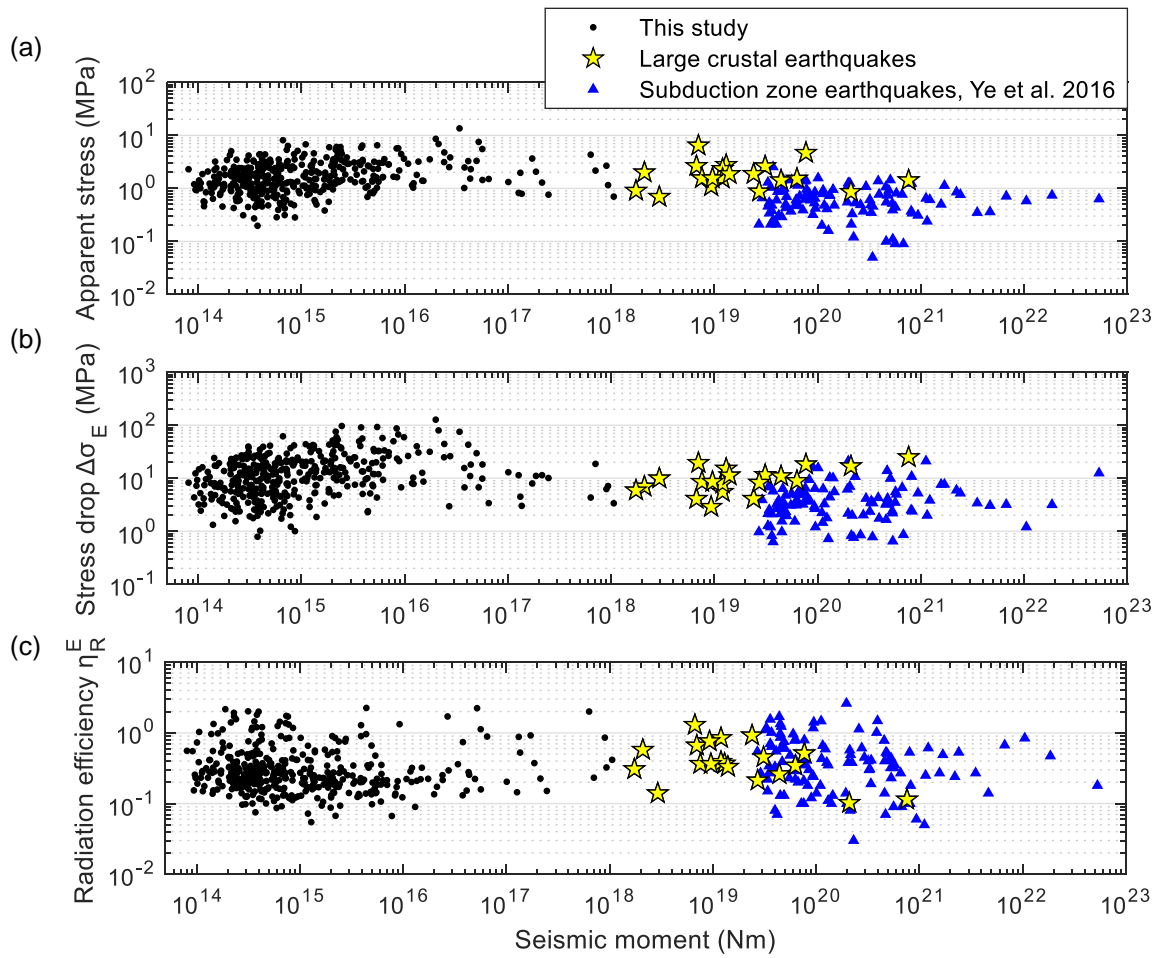 (a)
This study
Large crustal earthquakes
Subduction zone earthquakes, Ye et al. 2016
Apparent stress (MPa)
10^2
10^1
10^0
10^-1
10^-2
10^14 10^15 10^16 10^17 10^18 10^19 10^20 10^21 10^22 10^23
(b)
Stress drop Δσ_E (MPa)
10^3
10^2
10^1
10^0
10^-1
10^14 10^15 10^16 10^17 10^18 10^19 10^20 10^21 10^22 10^23
(c)
Radiation efficiency η_R^E
10^1
10^0
10^-1
10^-2
10^14 10^15 10^16 10^17 10^18 10^19 10^20 10^21 10^22 10^23
Seismic moment (Nm)